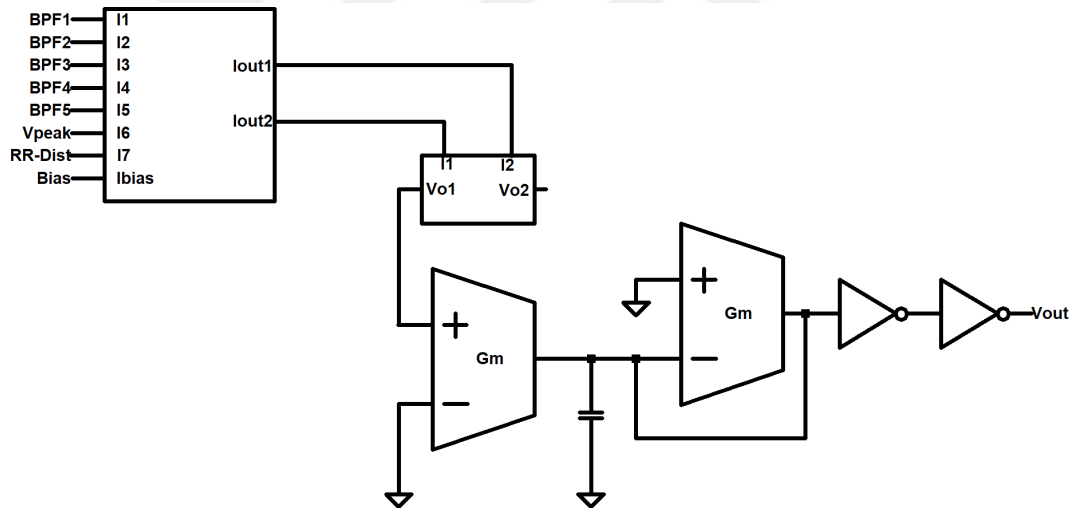 BPF1 I1
BPF2 I2
BPF3 I3
BPF4 I4
BPF5 I5
Vpeak I6
RR-Dist I7
Bias Ibias
Iout1
Iout2
I1 I2
Vo1 Vo2
+
Gm
−
+
Gm
−
Vout